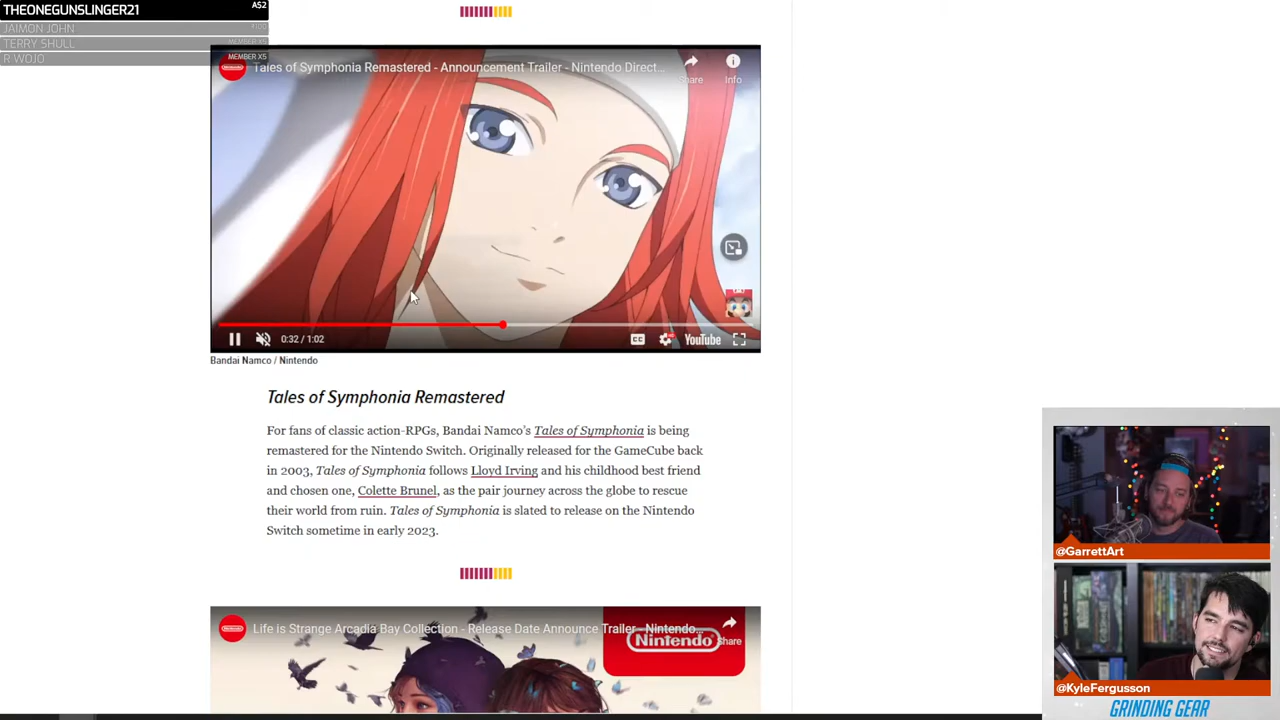 THEONEGUNSLINGER21
A$2
JAIMON JOHN
TERRY SHULL
MEMBER X5
R WOJO
MEMBER X5
Tales of Symphonia Remastered - Announcement Trailer - Nintendo Direct...
Share
Info
0:32 / 1:02
CC
YouTube
Bandai Namco / Nintendo
Tales of Symphonia Remastered
For fans of classic action-RPGs, Bandai Namco’s Tales of Symphonia is being
remastered for the Nintendo Switch. Originally released for the GameCube back
in 2003, Tales of Symphonia follows Lloyd Irving and his childhood best friend
and chosen one, Colette Brunel, as the pair journey across the globe to rescue
their world from ruin. Tales of Symphonia is slated to release on the Nintendo
Switch sometime in early 2023.
Life is Strange Arcadia Bay Collection - Release Date Announce Trailer - Nintendo...
Share
Nintendo
@GarrettArt
@KyleFergusson
GRINDING GEAR